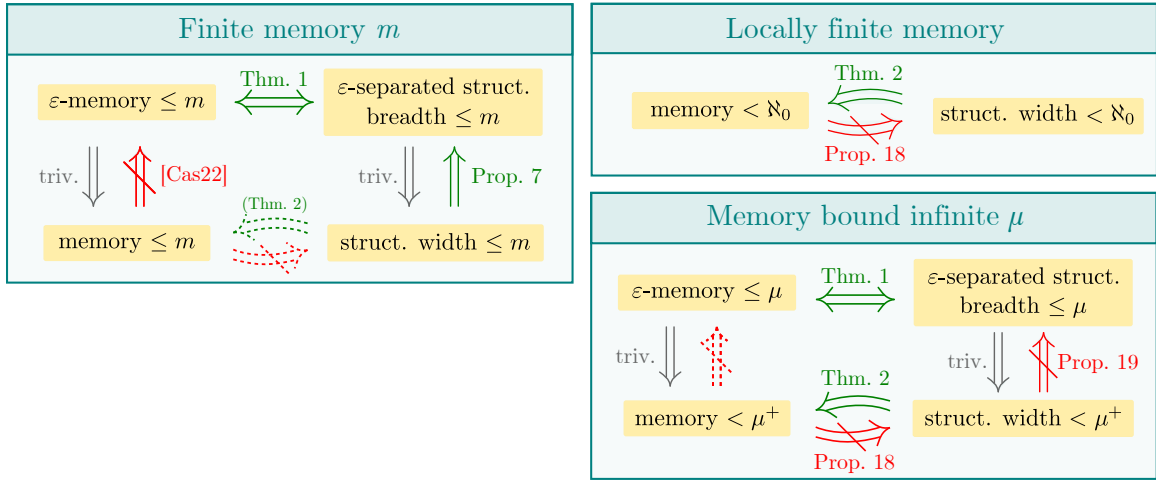 Finite memory m
Thm. 1
ε-memory ≤ m
ε-separated struct.
breadth ≤ m
triv.
[Cas22]
triv.
Prop. 7
(Thm. 2)
memory ≤ m
struct. width ≤ m
Locally finite memory
Thm. 2
memory < ℵ₀
struct. width < ℵ₀
Prop. 18
Memory bound infinite μ
Thm. 1
ε-memory ≤ μ
ε-separated struct.
breadth ≤ μ
triv.
triv.
Prop. 19
Thm. 2
memory < μ⁺
struct. width < μ⁺
Prop. 18